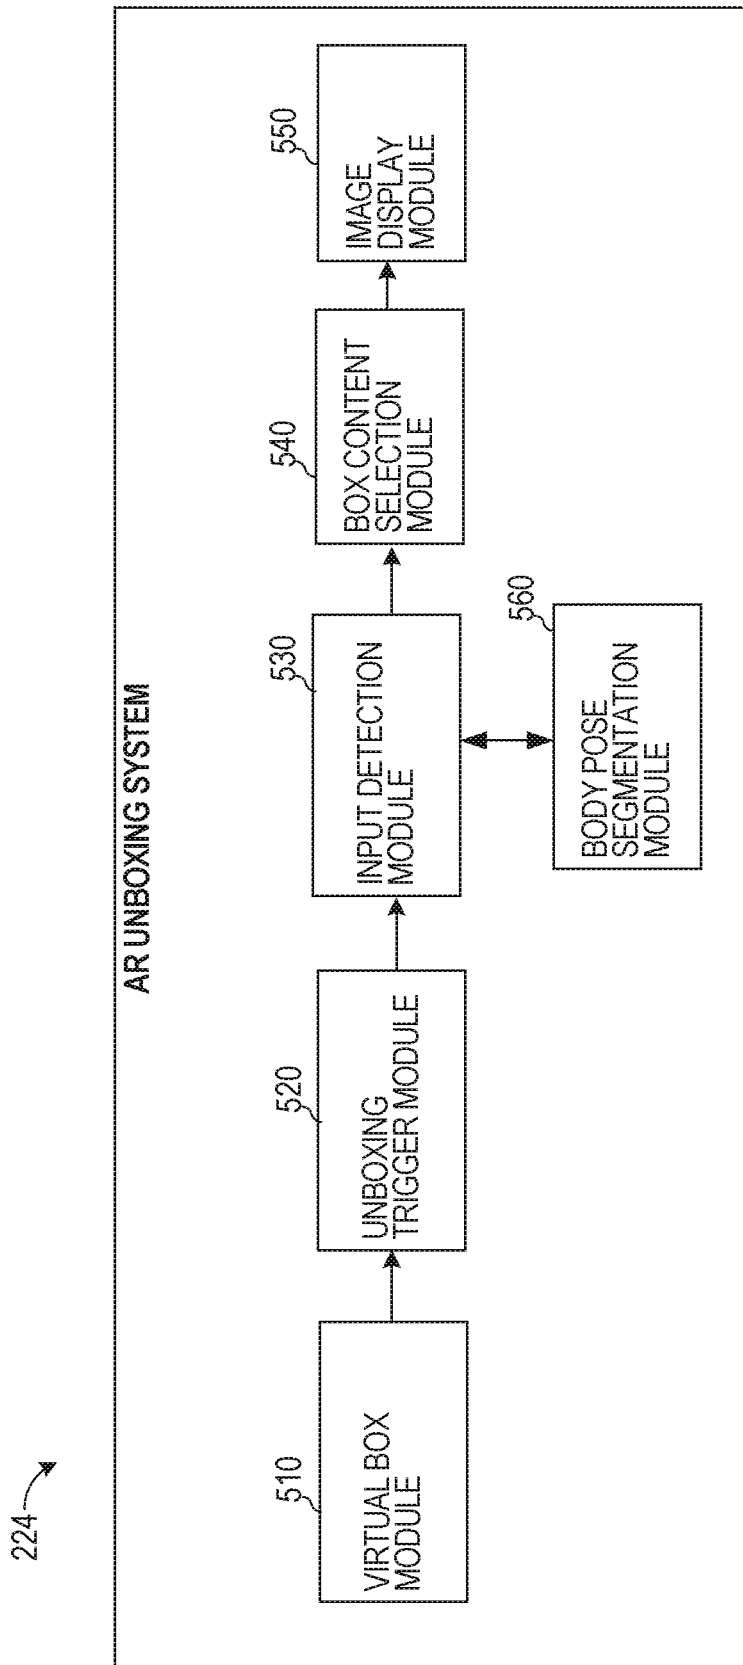 224
AR UNBOXING SYSTEM
510
VIRTUAL BOX
MODULE
520
UNBOXING
TRIGGER MODULE
530
INPUT DETECTION
MODULE
540
BOX CONTENT
SELECTION
MODULE
550
IMAGE
DISPLAY
MODULE
560
BODY POSE
SEGMENTATION
MODULE